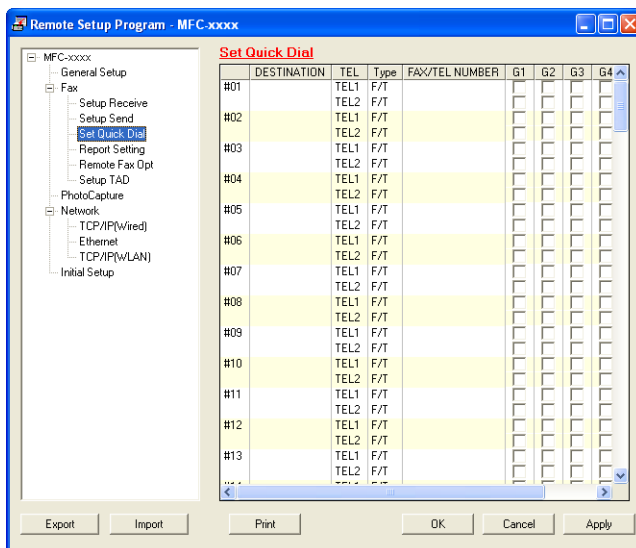 Remote Setup Program - MFC-xxxx
MFC-xxxx
General Setup
Fax
Setup Receive
Setup Send
Set Quick Dial
Report Setting
Remote Fax Opt
Setup TAD
PhotoCapture
Network
TCP/IP(Wired)
Ethernet
TCP/IP(WLAN)
Initial Setup
Set Quick Dial
DESTINATION TEL Type FAX/TEL NUMBER G1 G2 G3 G4
#01 TEL1 F/T
TEL2 F/T
#02 TEL1 F/T
TEL2 F/T
#03 TEL1 F/T
TEL2 F/T
#04 TEL1 F/T
TEL2 F/T
#05 TEL1 F/T
TEL2 F/T
#06 TEL1 F/T
TEL2 F/T
#07 TEL1 F/T
TEL2 F/T
#08 TEL1 F/T
TEL2 F/T
#09 TEL1 F/T
TEL2 F/T
#10 TEL1 F/T
TEL2 F/T
#11 TEL1 F/T
TEL2 F/T
#12 TEL1 F/T
TEL2 F/T
#13 TEL1 F/T
TEL2 F/T
Export Import Print OK Cancel Apply